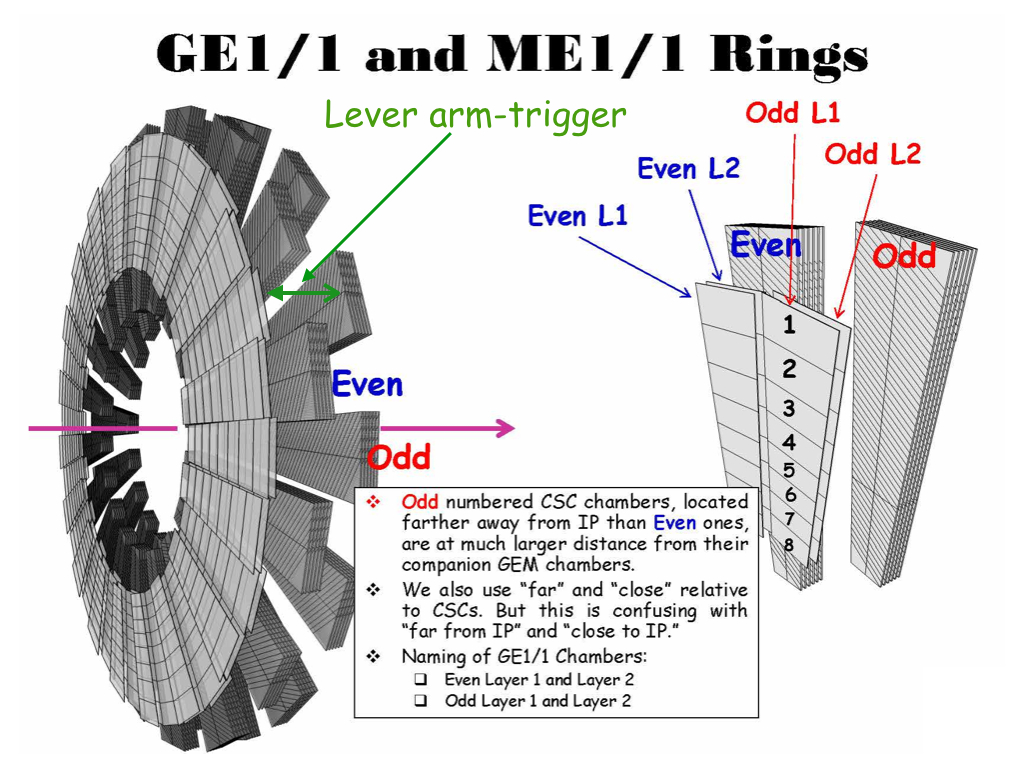 GE1/1 and ME1/1 Rings
Lever arm-trigger
Odd L1
Odd L2
Even L2
Even L1
Even
Odd
1
2
3
4
5
6
7
8
Even
Odd
❖ Odd numbered CSC chambers, located
farther away from IP than Even ones,
are at much larger distance from their
companion GEM chambers.
❖ We also use “far” and “close” relative
to CSCs. But this is confusing with
“far from IP” and “close to IP.”
❖ Naming of GE1/1 Chambers:
❑ Even Layer 1 and Layer 2
❑ Odd Layer 1 and Layer 2